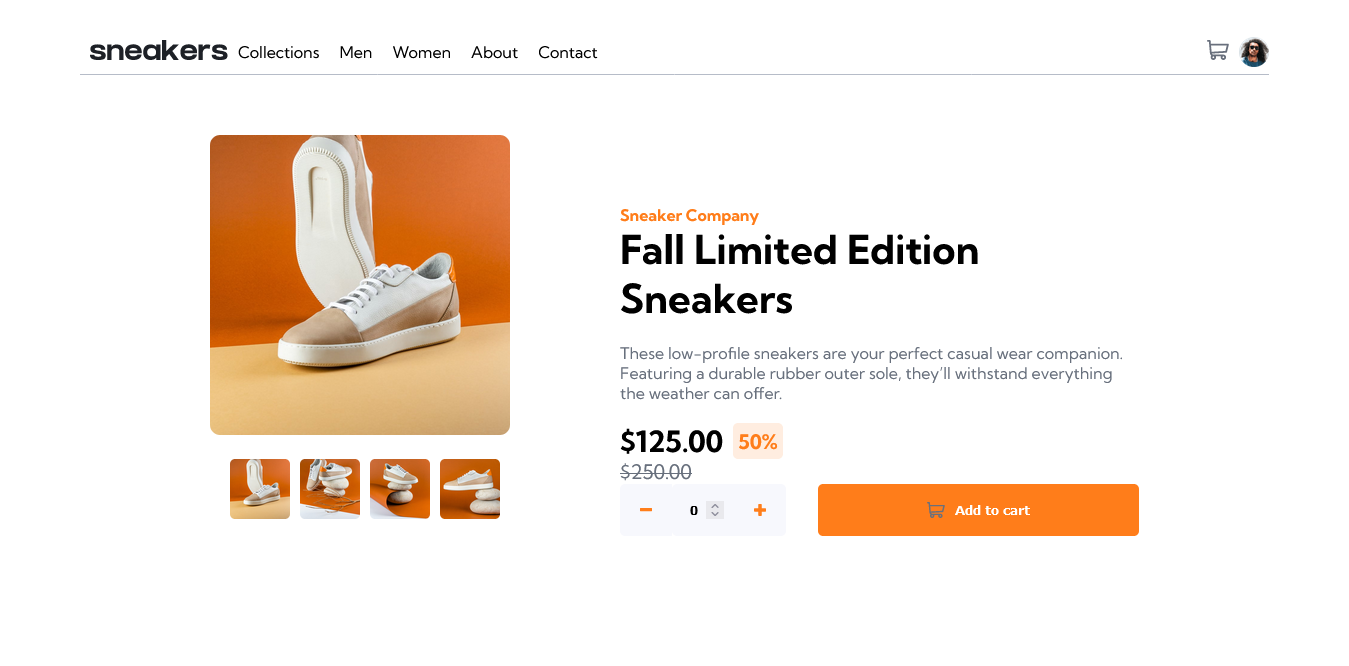 sneakers Collections Men Women About Contact
Sneaker Company
Fall Limited Edition
Sneakers
These low-profile sneakers are your perfect casual wear companion.
Featuring a durable rubber outer sole, they’ll withstand everything
the weather can offer.
$125.00 50%
$250.00
0 Add to cart